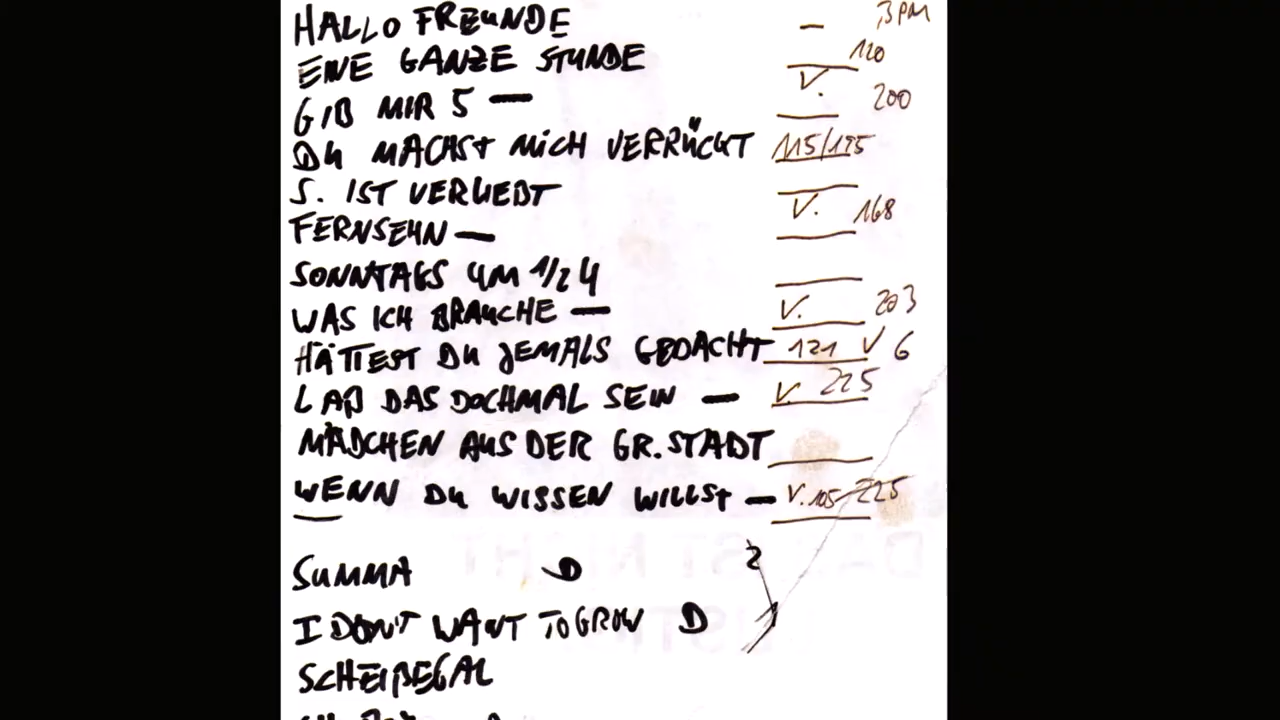 HALLO FREUNDE — BPM
EINE GANZE STUNDE 120
GIB MIR 5 — V. 200
DU MACHST MICH VERRÜCKT 115/195
S. IST VERLIEBT
FERNSEHN — V. 168
SONNTAGS UM 1/2 4
WAS ICH BRAUCHE — V. 203
HÄTTEST DU JEMALS GEDACHT 121 V 6
LAß DAS DOCHMAL SEIN — V. 225
MÄDCHEN AUS DER GR. STADT
WENN DU WISSEN WILLST — V. 105 225
SUMMA D 2
I DON'T WANT TO GROW D 1
SCHEIßEGAL